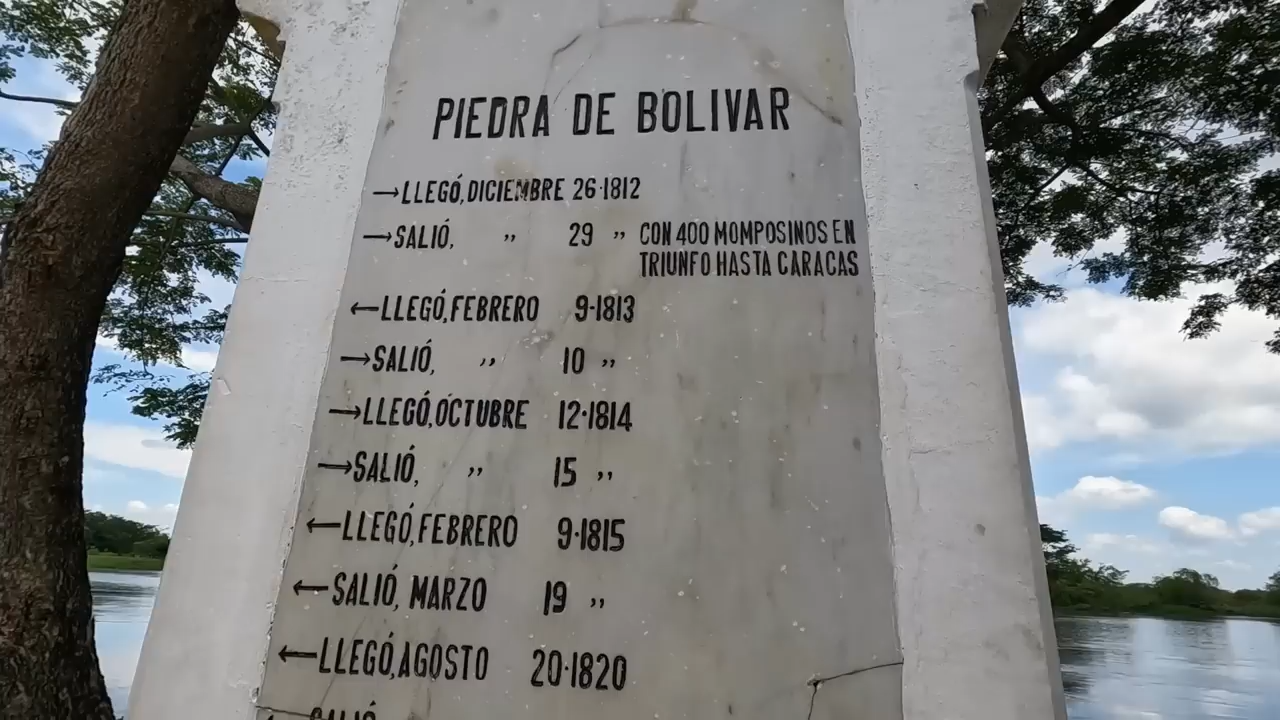 PIEDRA DE BOLIVAR
→LLEGÓ, DICIEMBRE 26·1812
→SALIÓ, ” 29 ” CON 400 MOMPOSINOS EN
TRIUNFO HASTA CARACAS
←LLEGÓ, FEBRERO 9·1813
→SALIÓ, ” 10 ”
→LLEGÓ, OCTUBRE 12·1814
→SALIÓ, ” 15 ”
←LLEGÓ, FEBRERO 9·1815
←SALIÓ, MARZO 19 ”
←LLEGÓ, AGOSTO 20·1820
SALIÓ